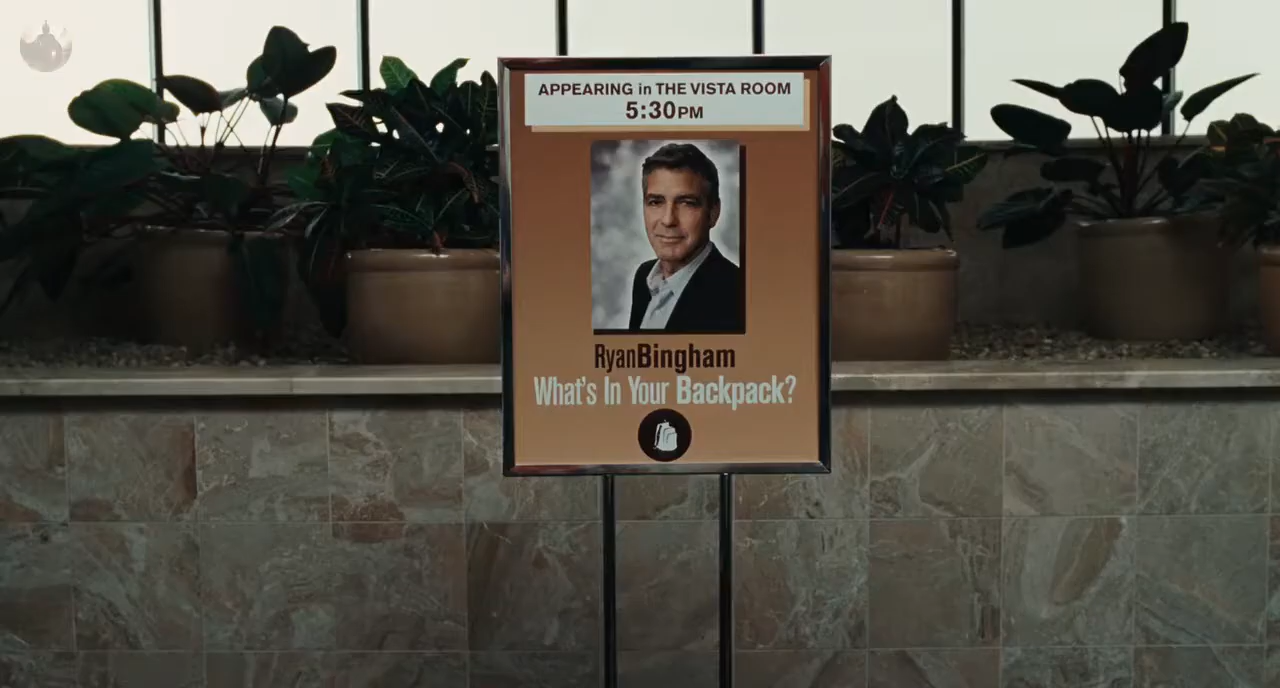 APPEARING in THE VISTA ROOM
5:30PM
RyanBingham
What's In Your Backpack?